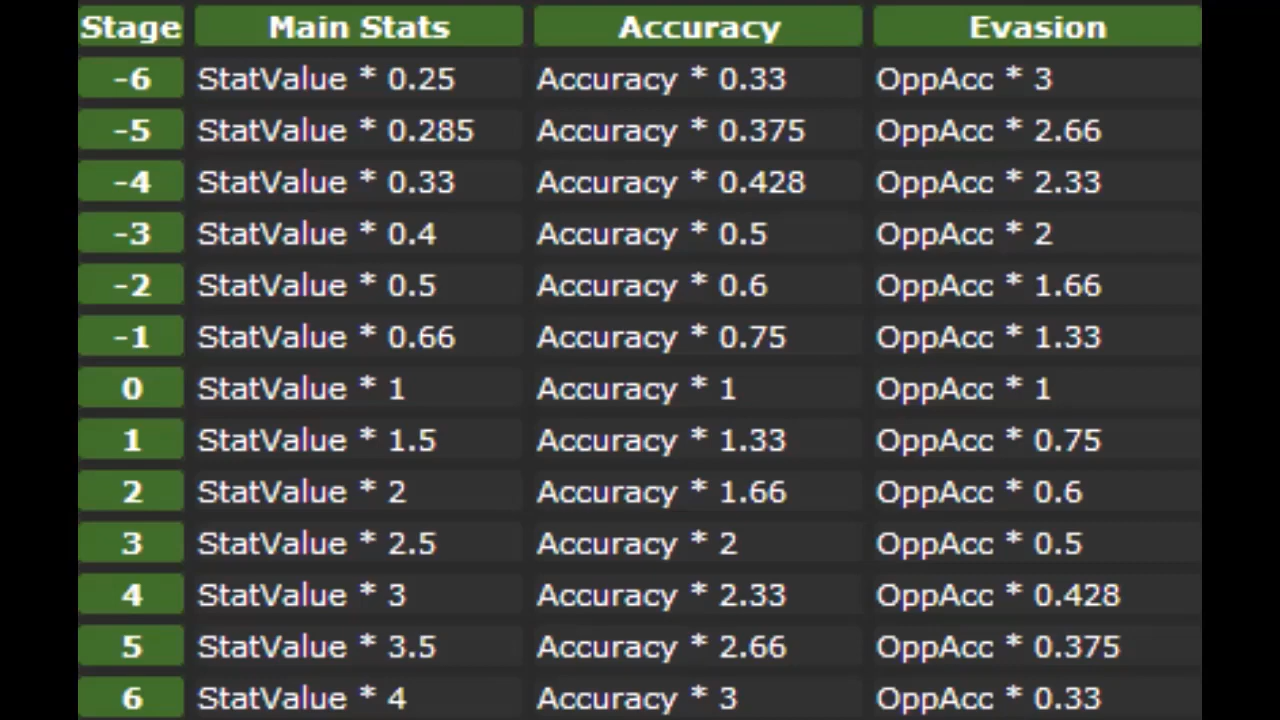 Stage Main Stats Accuracy Evasion
-6 StatValue * 0.25 Accuracy * 0.33 OppAcc * 3
-5 StatValue * 0.285 Accuracy * 0.375 OppAcc * 2.66
-4 StatValue * 0.33 Accuracy * 0.428 OppAcc * 2.33
-3 StatValue * 0.4 Accuracy * 0.5 OppAcc * 2
-2 StatValue * 0.5 Accuracy * 0.6 OppAcc * 1.66
-1 StatValue * 0.66 Accuracy * 0.75 OppAcc * 1.33
0 StatValue * 1 Accuracy * 1 OppAcc * 1
1 StatValue * 1.5 Accuracy * 1.33 OppAcc * 0.75
2 StatValue * 2 Accuracy * 1.66 OppAcc * 0.6
3 StatValue * 2.5 Accuracy * 2 OppAcc * 0.5
4 StatValue * 3 Accuracy * 2.33 OppAcc * 0.428
5 StatValue * 3.5 Accuracy * 2.66 OppAcc * 0.375
6 StatValue * 4 Accuracy * 3 OppAcc * 0.33